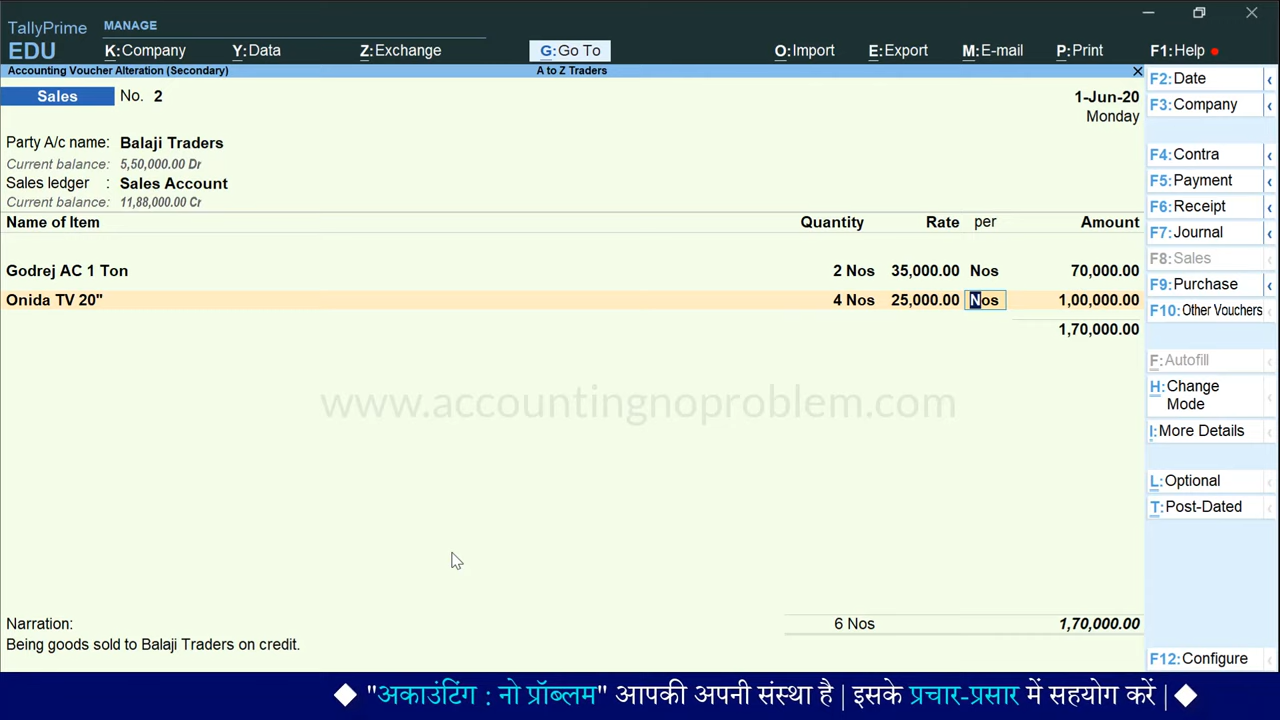 TallyPrime MANAGE
EDU K:Company Y:Data Z:Exchange G:Go To O:Import E:Export M:E-mail P:Print F1:Help
Accounting Voucher Alteration (Secondary) A to Z Traders
Sales No. 2 1-Jun-20
Monday
Party A/c name: Balaji Traders
Current balance: 5,50,000.00 Dr
Sales ledger : Sales Account
Current balance: 11,88,000.00 Cr
Name of Item Quantity Rate per Amount
Godrej AC 1 Ton 2 Nos 35,000.00 Nos 70,000.00
Onida TV 20" 4 Nos 25,000.00 Nos 1,00,000.00
1,70,000.00
www.accountingnoproblem.com
Narration: 6 Nos 1,70,000.00
Being goods sold to Balaji Traders on credit.
F2:Date
F3:Company
F4:Contra
F5:Payment
F6:Receipt
F7:Journal
F8:Sales
F9:Purchase
F10:Other Vouchers
F:Autofill
H:Change
Mode
I:More Details
L:Optional
T:Post-Dated
F12:Configure
"अकाउंटिंग : नो प्रॉब्लम" आपकी अपनी संस्था है | इसके प्रचार-प्रसार में सहयोग करें |